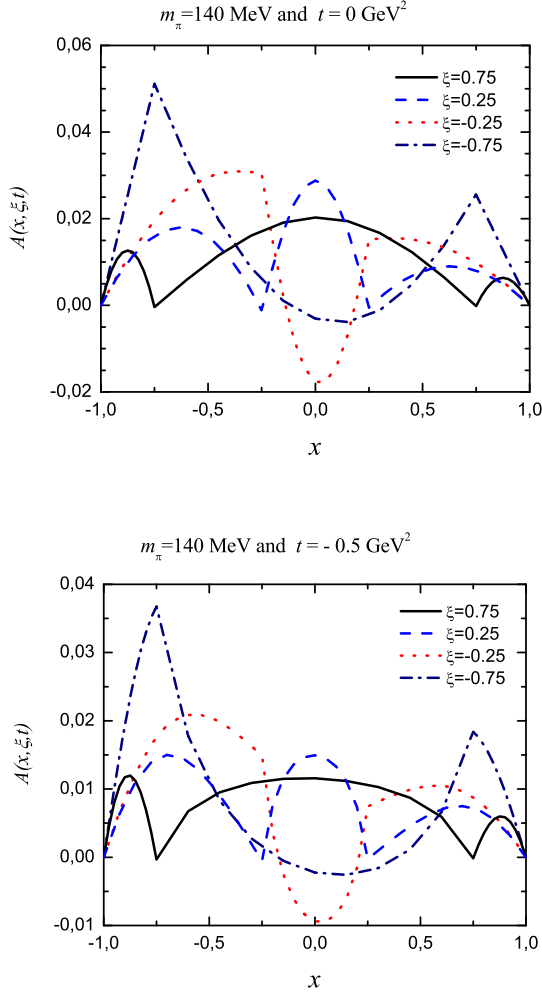 m_π=140 MeV and t=0 GeV²
0,06
ξ=0.75
ξ=0.25
ξ=-0.25
ξ=-0.75
0,04
0,02
0,00
-0,02
A(x,ξ,t)
-1,0 -0,5 0,0 0,5 1,0
x
m_π=140 MeV and t = - 0.5 GeV²
0,04
ξ=0.75
ξ=0.25
ξ=-0.25
ξ=-0.75
0,03
0,02
0,01
0,00
-0,01
A(x,ξ,t)
-1,0 -0,5 0,0 0,5 1,0
x